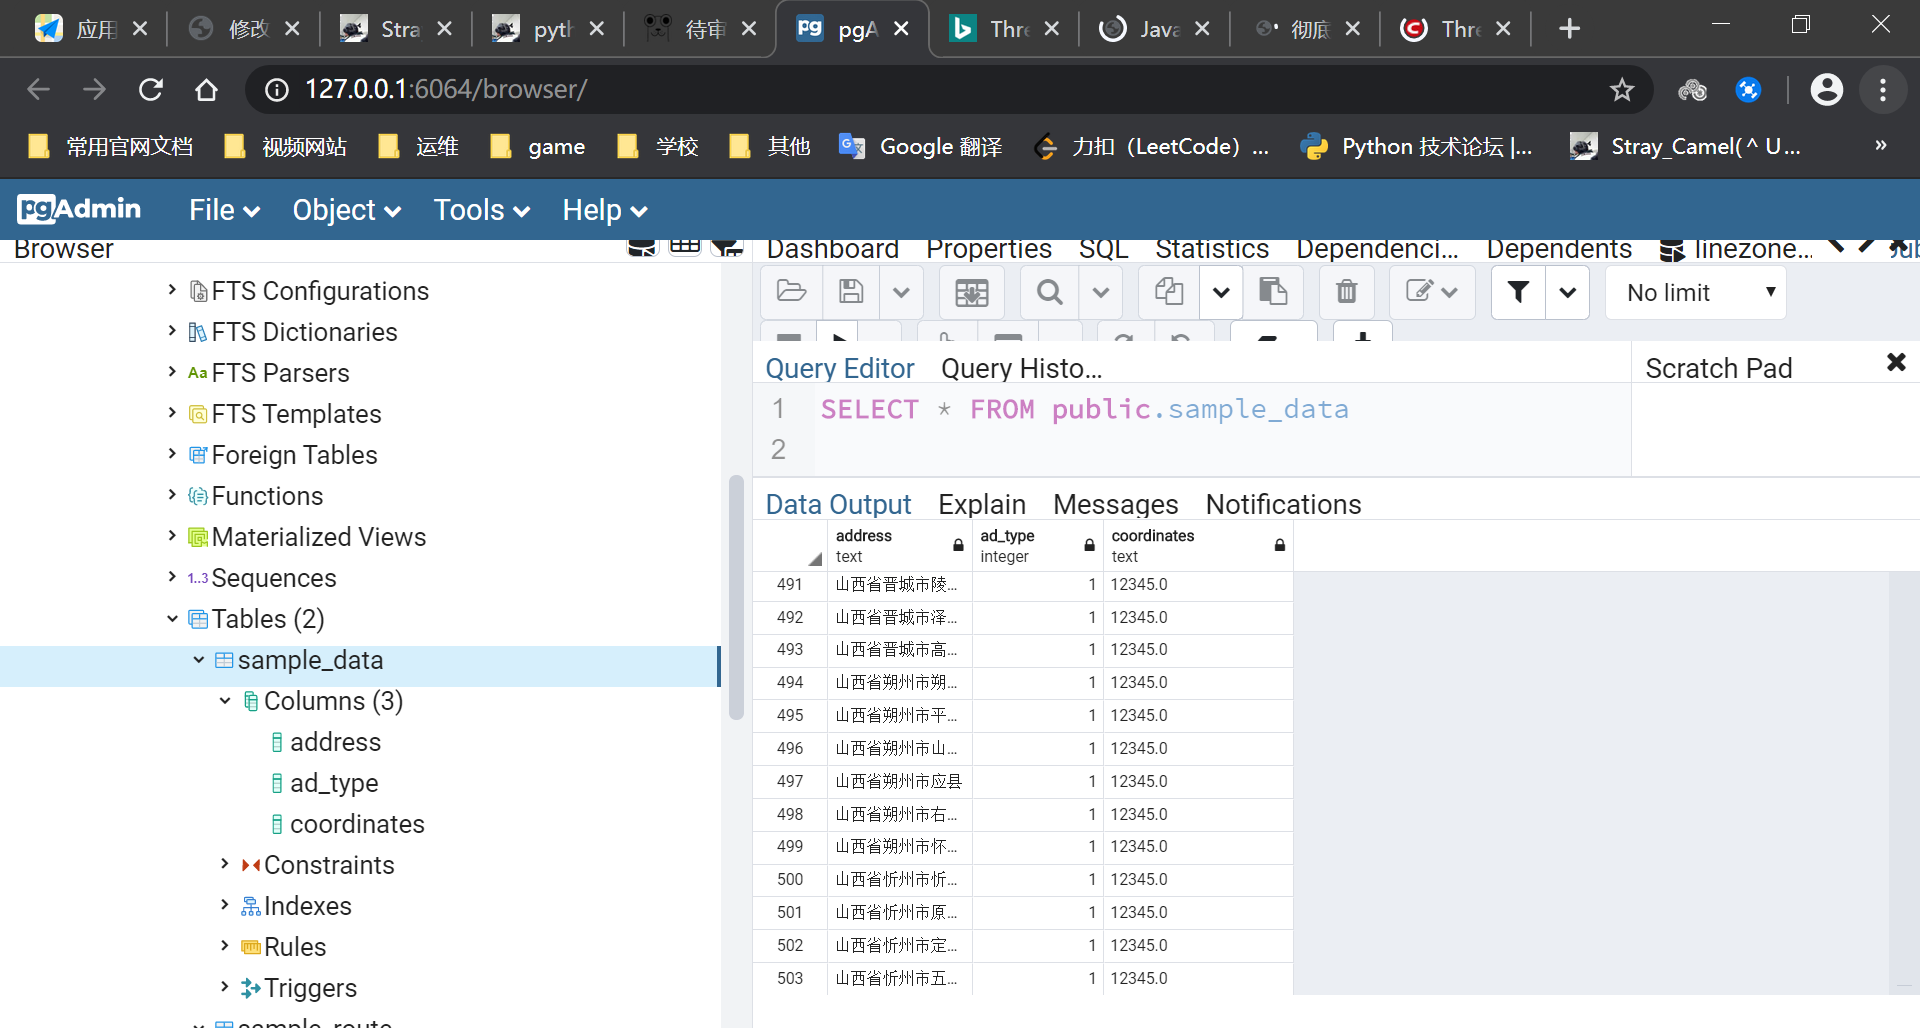 应用 修改 Stra pyth 待审 pgA Thre Java 彻底 Thre
127.0.0.1:6064/browser/
常用官网文档 视频网站 运维 game 学校 其他 Google 翻译 力扣（LeetCode）... Python 技术论坛 |... Stray_Camel(^ U... »
pgAdmin File Object Tools Help
Browser
Dashboard Properties SQL Statistics Dependenci... Dependents linezone...
FTS Configurations
FTS Dictionaries
FTS Parsers
FTS Templates
Foreign Tables
Functions
Materialized Views
Sequences
Tables (2)
sample_data
Columns (3)
address
ad_type
coordinates
Constraints
Indexes
Rules
Triggers
sample_route
No limit
Query Editor Query Histo... Scratch Pad
1 SELECT * FROM public.sample_data
2
Data Output Explain Messages Notifications
address ad_type coordinates
text integer text
491 山西省晋城市陵... 1 12345.0
492 山西省晋城市泽... 1 12345.0
493 山西省晋城市高... 1 12345.0
494 山西省朔州市朔... 1 12345.0
495 山西省朔州市平... 1 12345.0
496 山西省朔州市山... 1 12345.0
497 山西省朔州市应县 1 12345.0
498 山西省朔州市右... 1 12345.0
499 山西省朔州市怀... 1 12345.0
500 山西省忻州市忻... 1 12345.0
501 山西省忻州市原... 1 12345.0
502 山西省忻州市定... 1 12345.0
503 山西省忻州市五... 1 12345.0